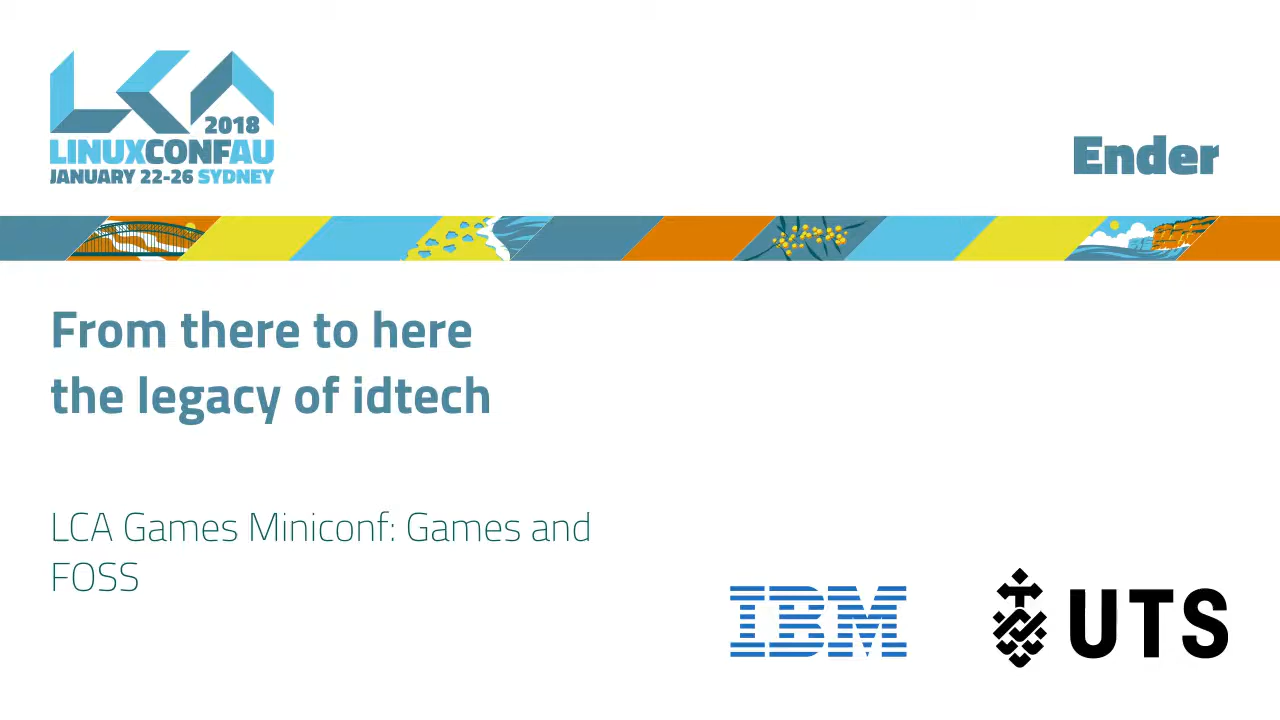 LCA
2018
LINUXCONFAU
JANUARY 22-26 SYDNEY
Ender
From there to here
the legacy of idtech
LCA Games Miniconf: Games and
FOSS
IBM
UTS